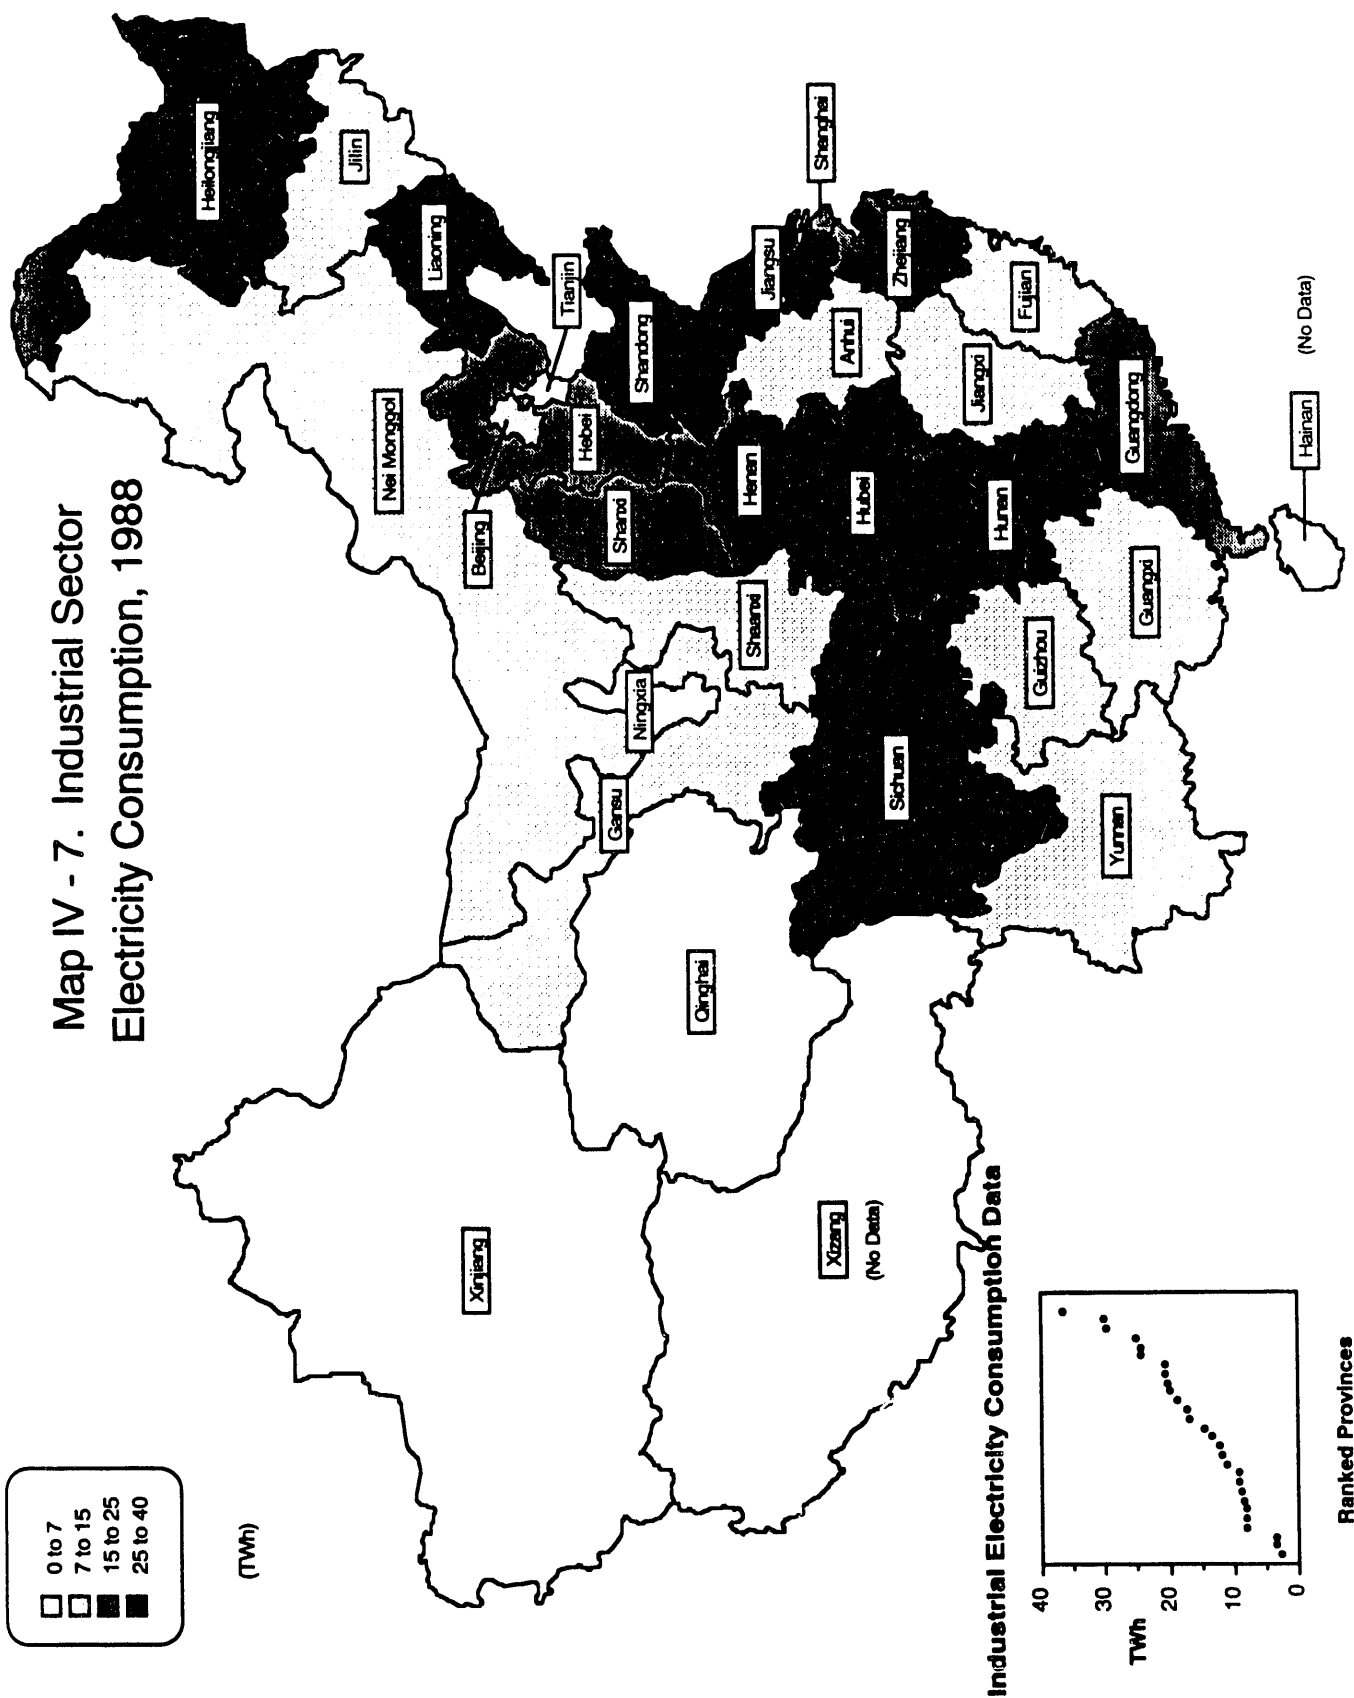 Map IV - 7. Industrial Sector
Electricity Consumption, 1988
0 to 7
7 to 15
15 to 25
25 to 40
(TWh)
Heilongjiang
Jilin
Liaoning
Nei Monggol
Beijing
Tianjin
Hebei
Shanxi
Shandong
Jiangsu
Shanghai
Zhejiang
Anhui
Henan
Hubei
Hunan
Jiangxi
Fujian
Guangdong
Guangxi
Hainan
(No Data)
Guizhou
Yunnan
Sichuan
Shaanxi
Ningxia
Gansu
Qinghai
Xinjiang
Xizang
(No Data)
Industrial Electricity Consumption Data
40
30
20
10
0
TWh
Ranked Provinces